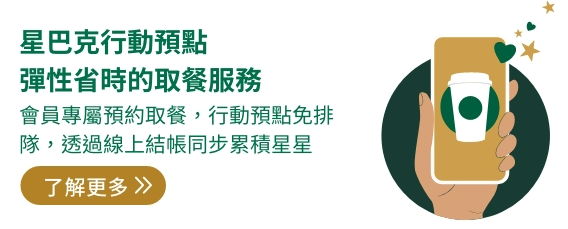 星巴克行動預點
彈性省時的取餐服務
會員專屬預約取餐，行動預點免排
隊，透過線上結帳同步累積星星
了解更多 »